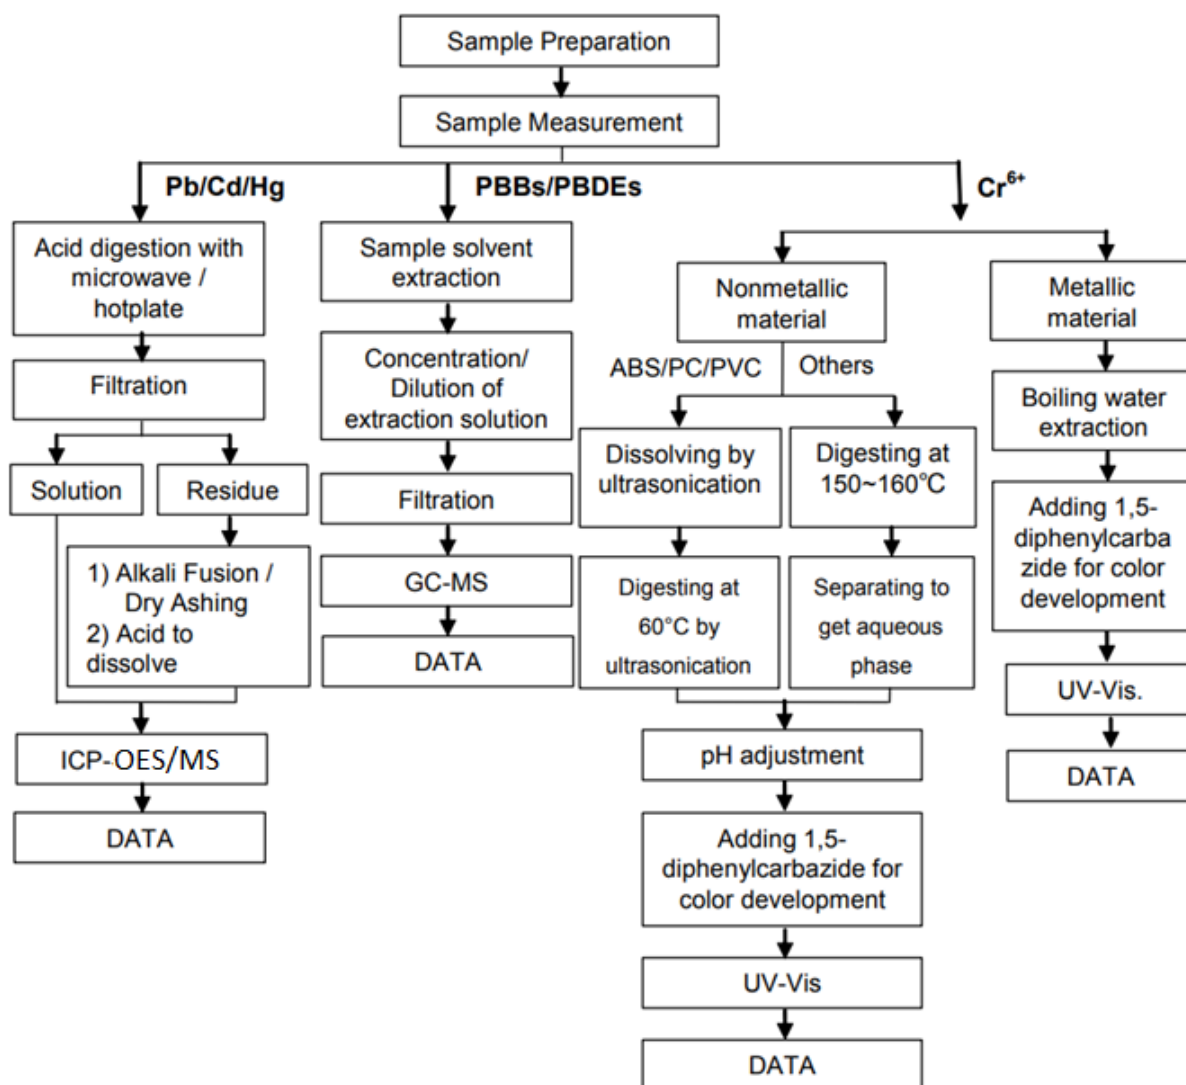 Sample Preparation
Sample Measurement
Pb/Cd/Hg
PBBs/PBDEs
Cr6+
Acid digestion with
microwave /
hotplate
Filtration
Solution
Residue
1) Alkali Fusion /
Dry Ashing
2) Acid to
dissolve
ICP-OES/MS
DATA
Sample solvent
extraction
Concentration/
Dilution of
extraction solution
Filtration
GC-MS
DATA
Nonmetallic
material
ABS/PC/PVC
Others
Dissolving by
ultrasonication
Digesting at
60°C by
ultrasonication
Digesting at
150~160℃
Separating to
get aqueous
phase
pH adjustment
Adding 1,5-
diphenylcarbazide for
color development
UV-Vis
DATA
Metallic
material
Boiling water
extraction
Adding 1,5-
diphenylcarba
zide for color
development
UV-Vis.
DATA